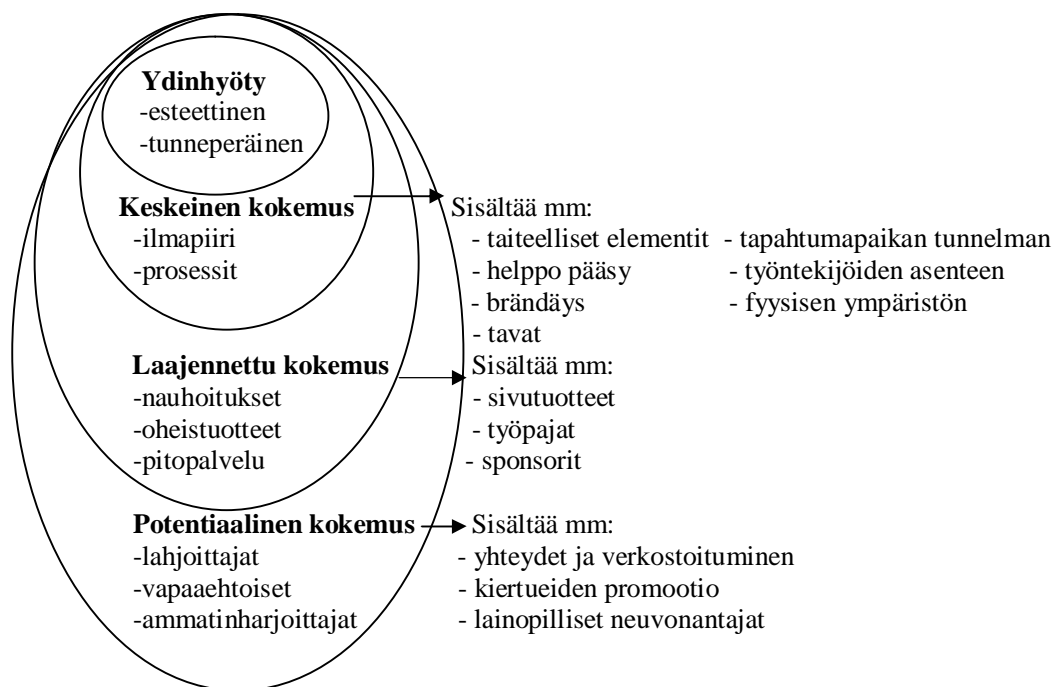 Ydinhyöty
-esteettinen
-tunneperäinen
Keskeinen kokemus
-ilmapiiri
-prosessit
Sisältää mm:
- taiteelliset elementit - tapahtumapaikan tunnelman
- helppo pääsy - työntekijöiden asenteen
- brändäys - fyysisen ympäristön
- tavat
Laajennettu kokemus
-nauhoitukset
-oheistuotteet
-pitopalvelu
Sisältää mm:
- sivutuotteet
- työpajat
- sponsorit
Potentiaalinen kokemus
-lahjoittajat
-vapaaehtoiset
-ammatinharjoittajat
Sisältää mm:
- yhteydet ja verkostoituminen
- kiertueiden promootio
- lainopilliset neuvonantajat